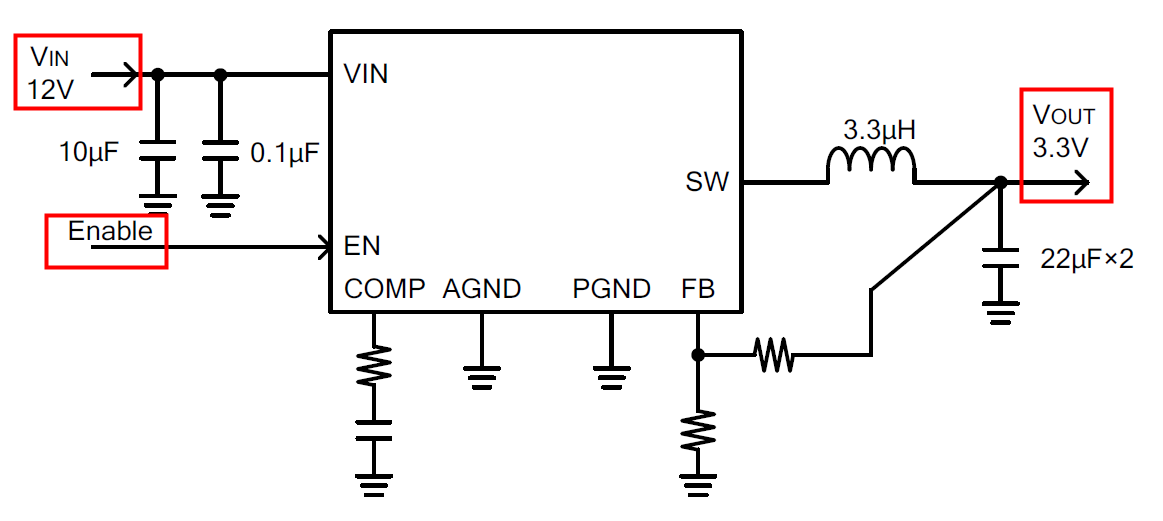 VIN
12V
VIN
10µF
0.1µF
Enable
EN
COMP AGND PGND FB
SW
3.3µH
VOUT
3.3V
22µF×2